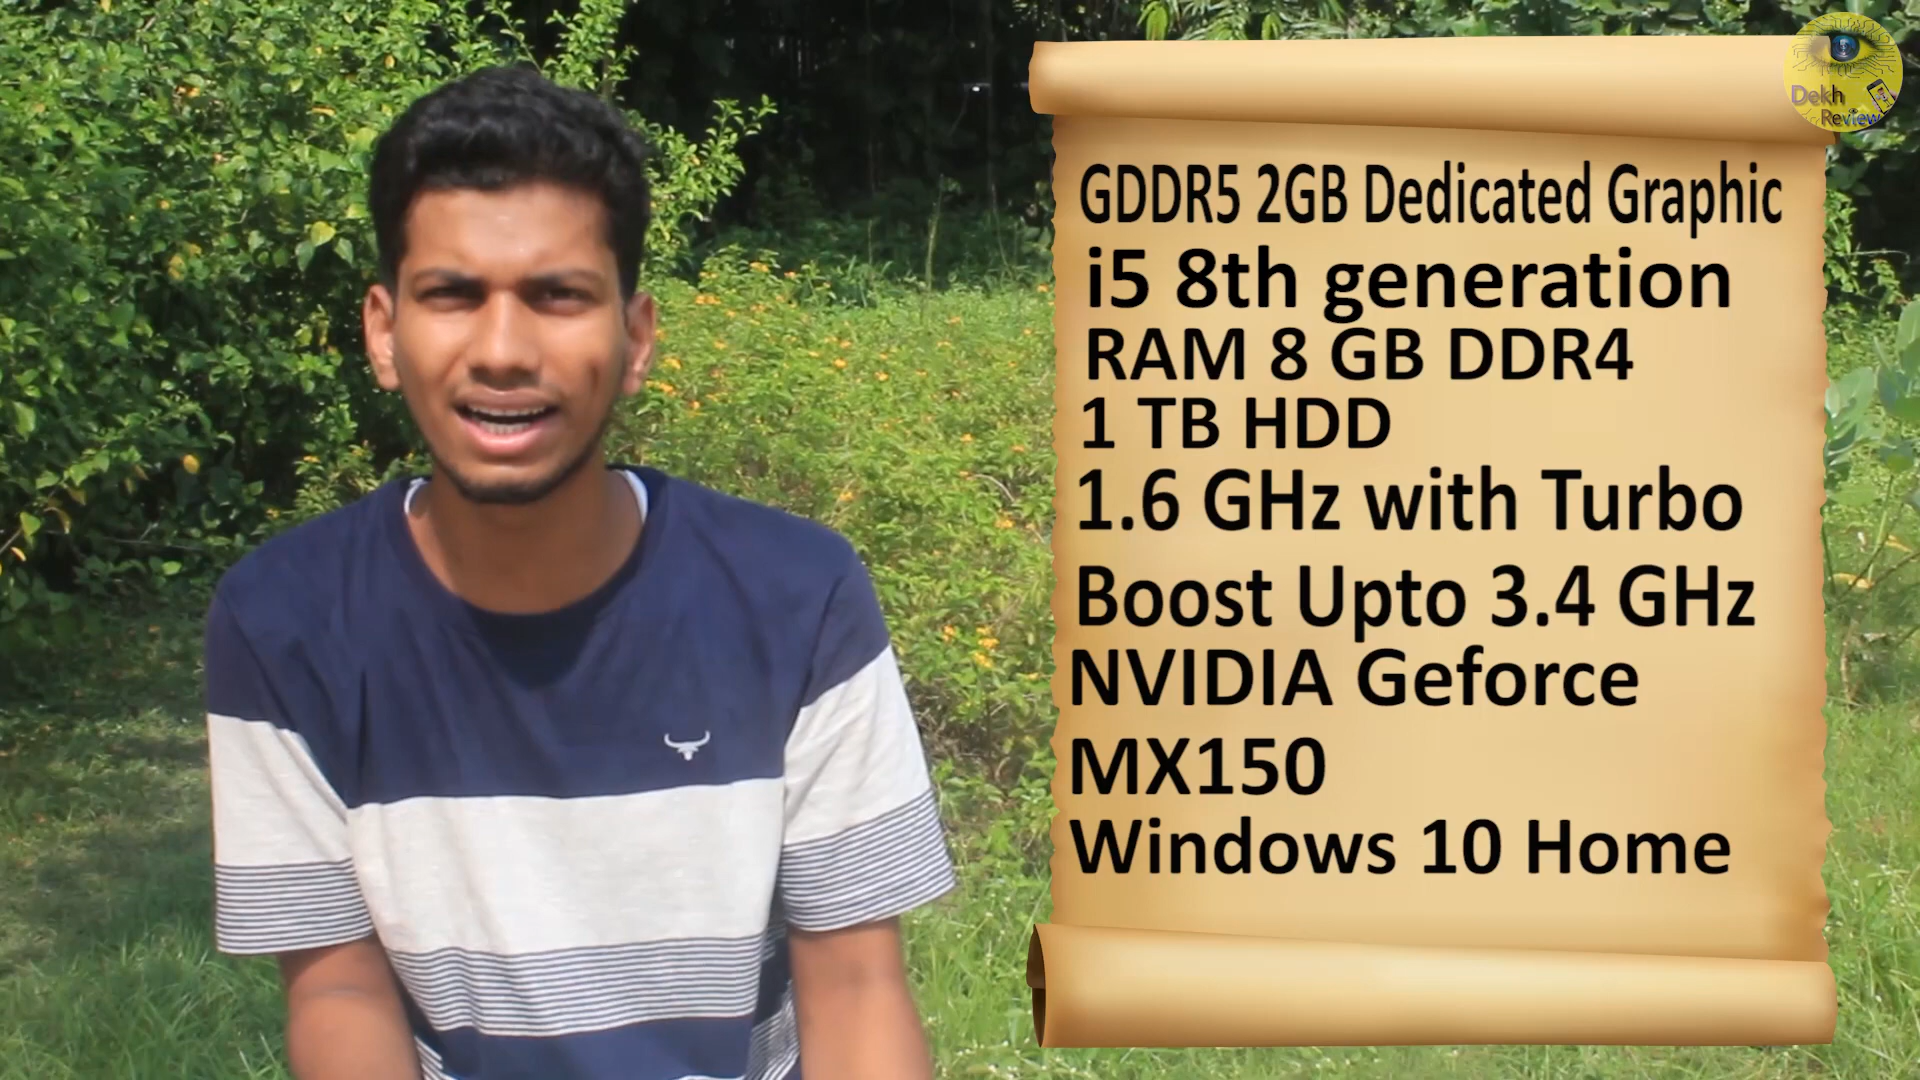 Dekh
Review
GDDR5 2GB Dedicated Graphic
i5 8th generation
RAM 8 GB DDR4
1 TB HDD
1.6 GHz with Turbo
Boost Upto 3.4 GHz
NVIDIA Geforce
MX150
Windows 10 Home